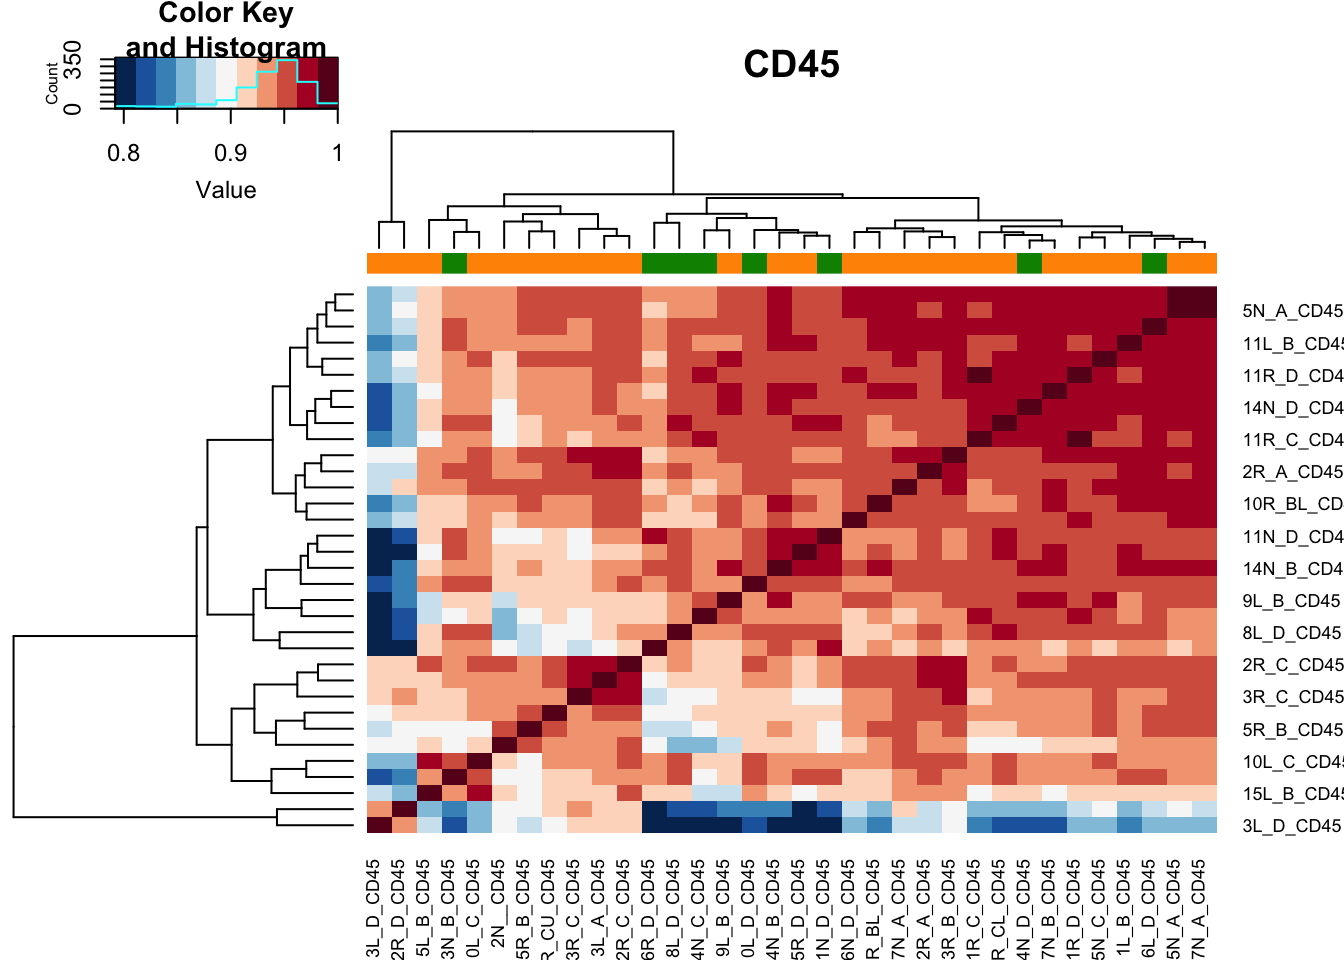 Color Key
and Histogram
Count
0 350
0.8 0.9 1
Value
CD45
5N_A_CD45
11L_B_CD45
11R_D_CD4
14N_D_CD4
11R_C_CD4
2R_A_CD45
10R_BL_CD
11N_D_CD4
14N_B_CD4
9L_B_CD45
8L_D_CD45
2R_C_CD45
3R_C_CD45
5R_B_CD45
10L_C_CD45
15L_B_CD45
3L_D_CD45
3L_D_CD45
2R_D_CD45
5L_B_CD45
3N_B_CD45
0L_C_CD45
2N__CD45
5R_B_CD45
R_CU_CD45
3R_C_CD45
3L_A_CD45
2R_C_CD45
6R_D_CD45
8L_D_CD45
4N_C_CD45
9L_B_CD45
0L_D_CD45
4N_B_CD45
5R_D_CD45
1N_D_CD45
6N_D_CD45
R_BL_CD45
7N_A_CD45
2R_A_CD45
3R_B_CD45
1R_C_CD45
R_CL_CD45
4N_D_CD45
7N_B_CD45
1R_D_CD45
5N_C_CD45
1L_B_CD45
6L_D_CD45
5N_A_CD45
7N_A_CD45